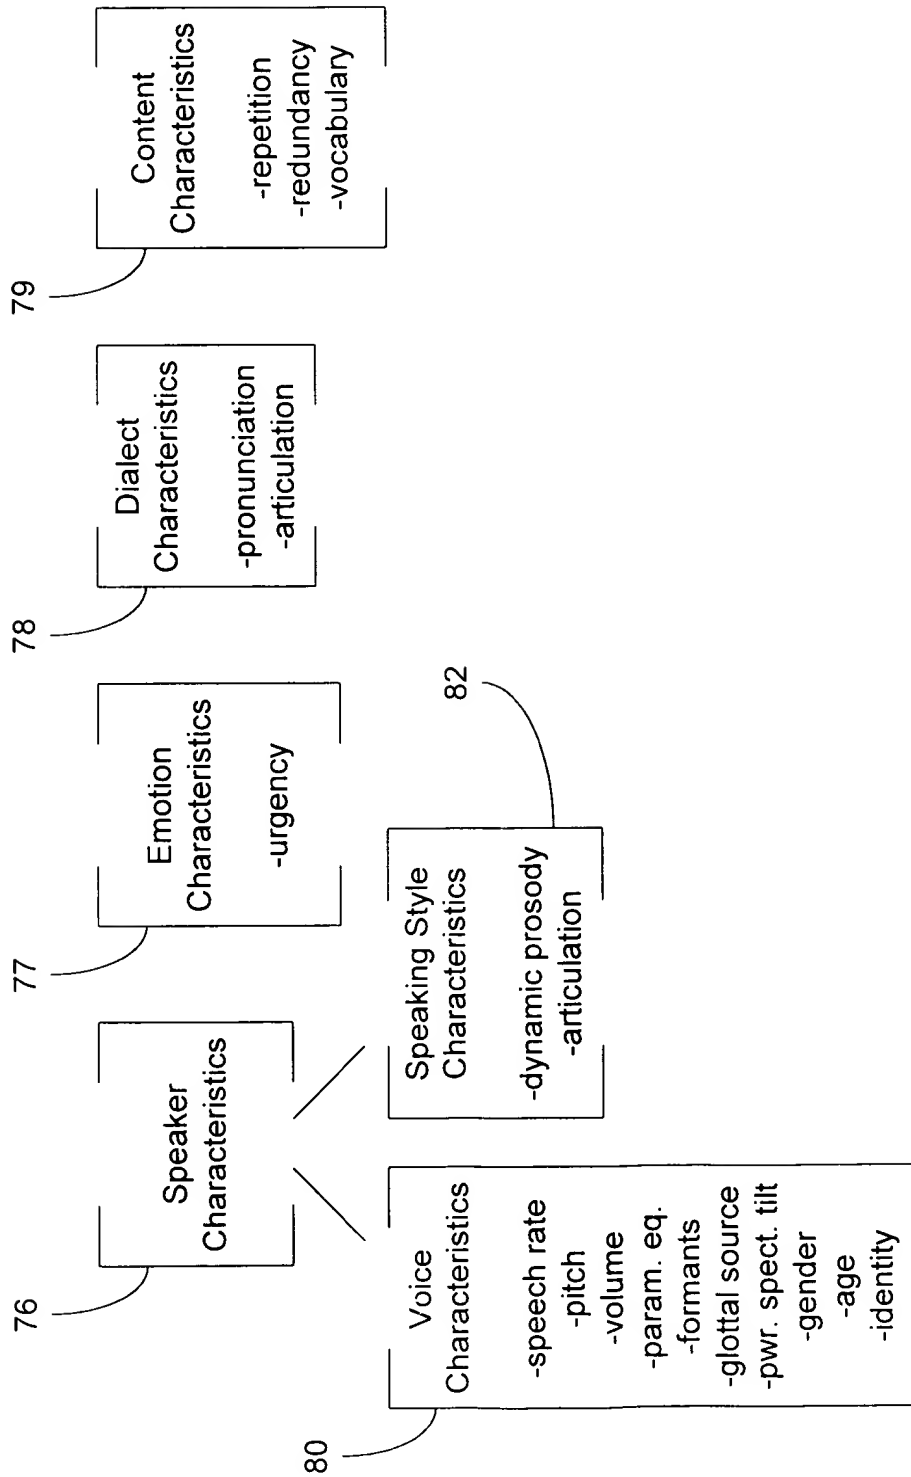 76
Speaker
Characteristics
77
Emotion
Characteristics
-urgency
78
Dialect
Characteristics
-pronunciation
-articulation
79
Content
Characteristics
-repetition
-redundancy
-vocabulary
80
Voice
Characteristics
-speech rate
-pitch
-volume
-param. eq.
-formants
-glottal source
-pwr. spect. tilt
-gender
-age
-identity
Speaking Style
Characteristics
-dynamic prosody
-articulation
82